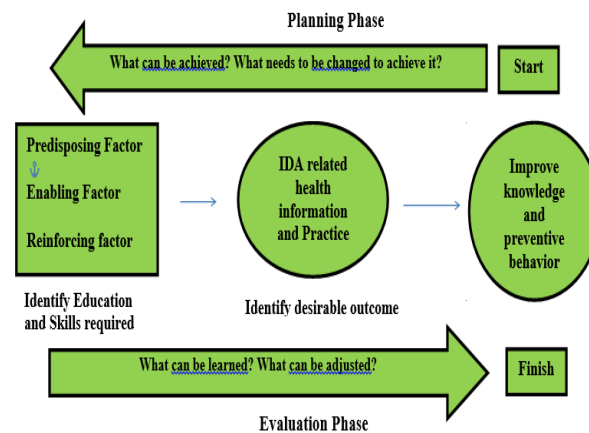 Planning Phase
What can be achieved? What needs to be changed to achieve it?
Start
Predisposing Factor
Enabling Factor
Reinforcing factor
IDA related
health
information
and Practice
Improve
knowledge
and
preventive
behavior
Identify Education
and Skills required
Identify desirable outcome
What can be learned? What can be adjusted?
Finish
Evaluation Phase